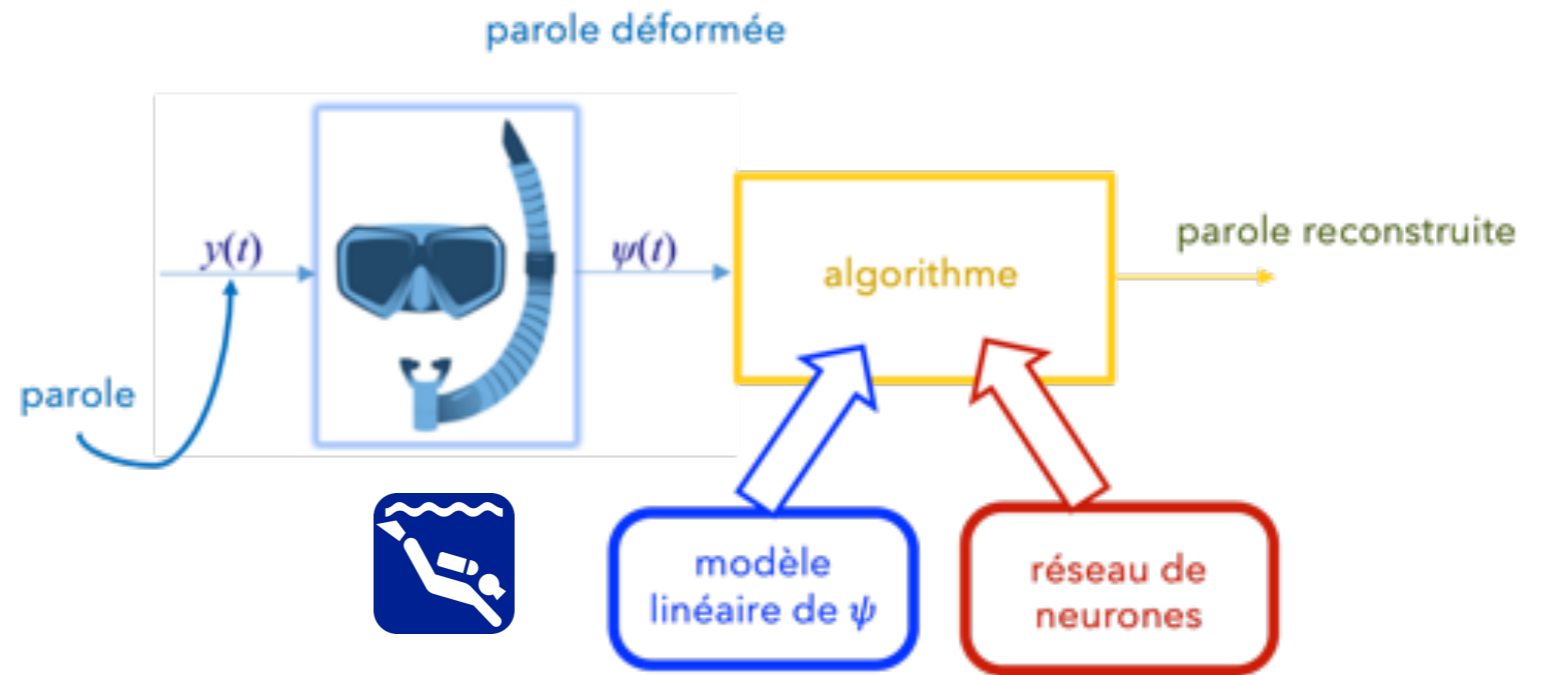 parole déformée
y(t)
ψ(t)
parole
algorithme
parole reconstruite
modèle
linéaire de ψ
réseau de
neurones